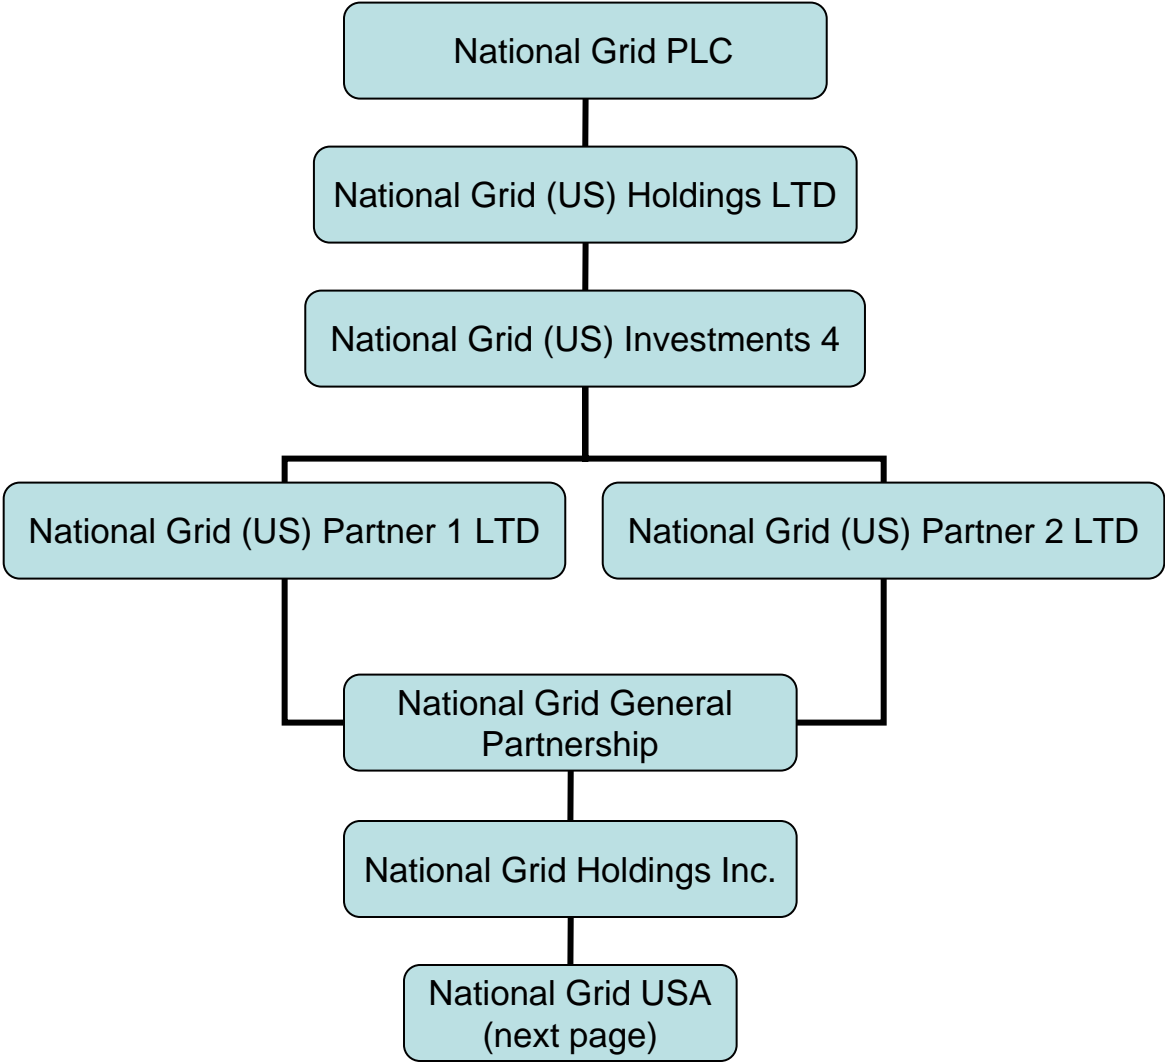 National Grid PLC
National Grid (US) Holdings LTD
National Grid (US) Investments 4
National Grid (US) Partner 1 LTD
National Grid (US) Partner 2 LTD
National Grid General
Partnership
National Grid Holdings Inc.
National Grid USA
(next page)